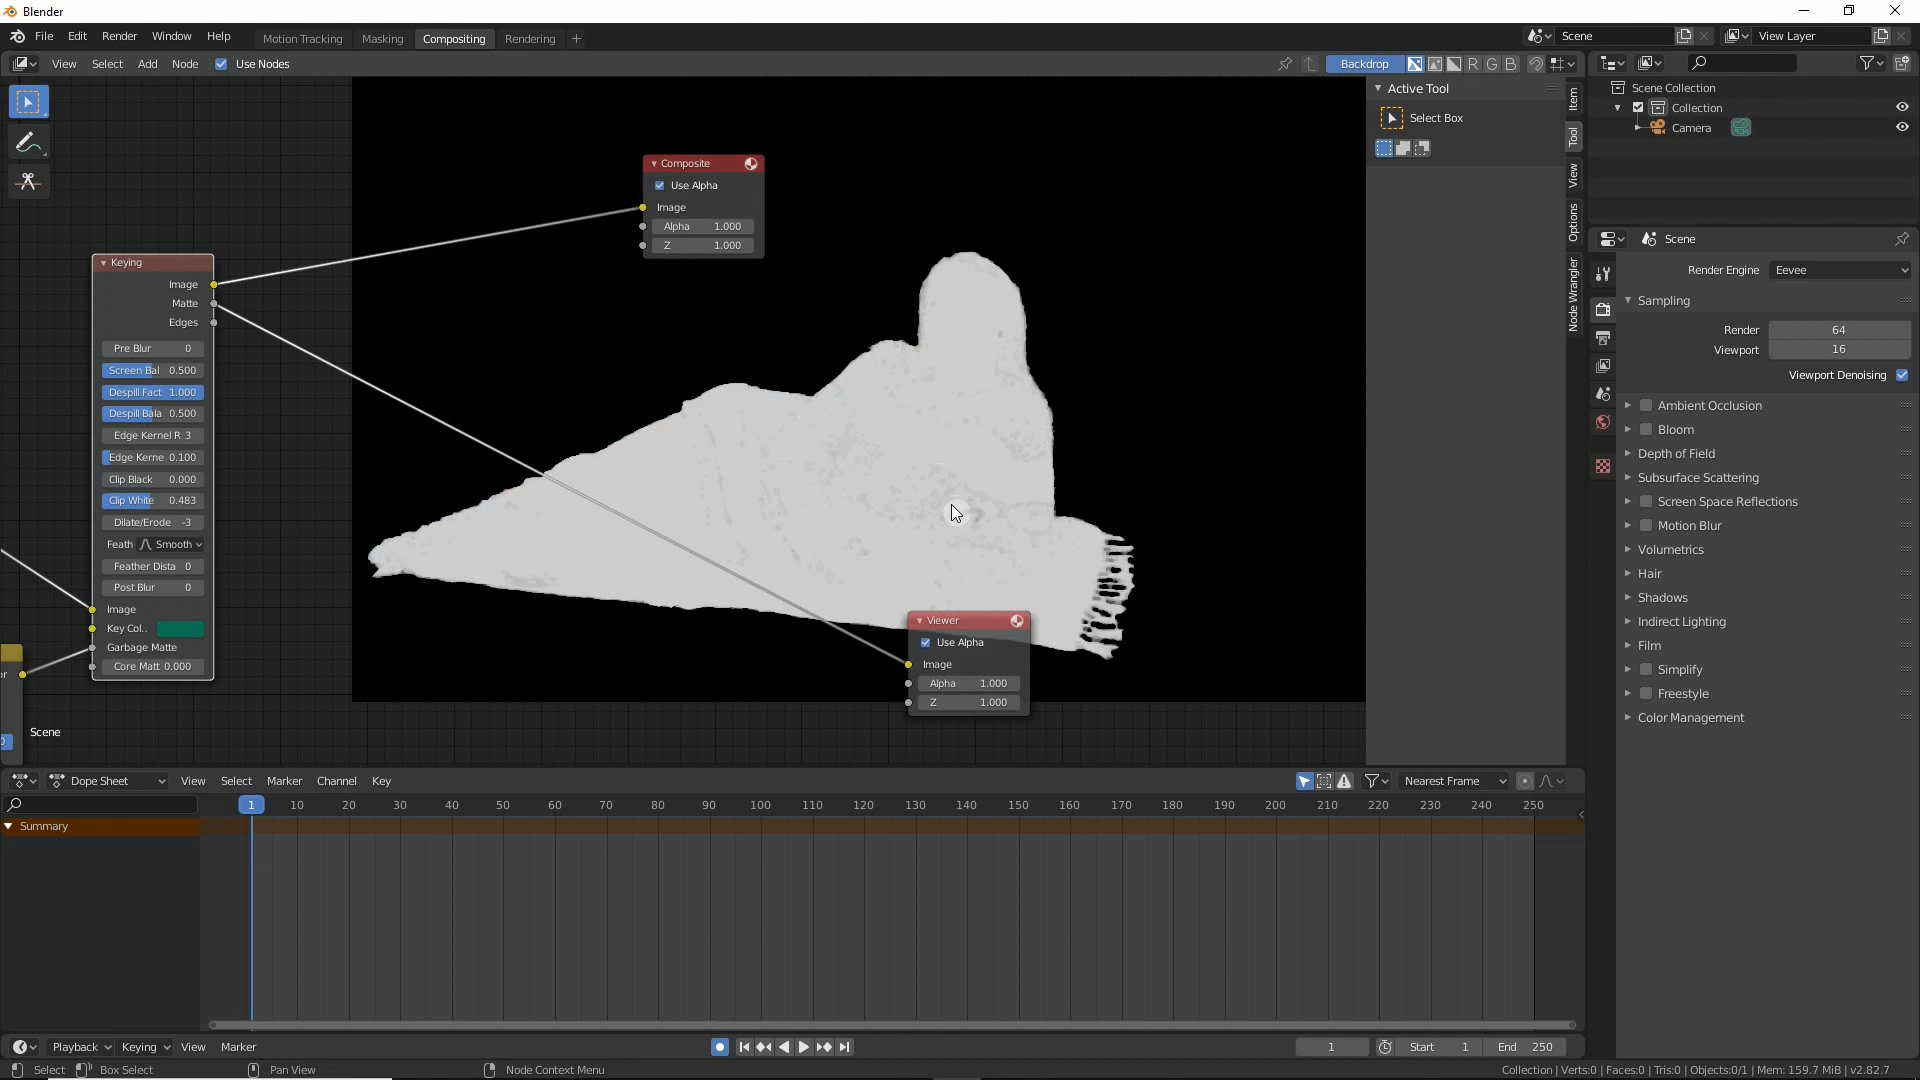 Blender
File Edit Render Window Help Motion Tracking Masking Compositing Rendering + Scene View Layer
View Select Add Node Use Nodes Backdrop R G B
Active Tool
Select Box
Item
Tool
View
Options
Node Wrangler
Scene Collection
Collection
Camera
Scene
Render Engine Eevee
Sampling
Render 64
Viewport 16
Viewport Denoising
Ambient Occlusion
Bloom
Depth of Field
Subsurface Scattering
Screen Space Reflections
Motion Blur
Volumetrics
Hair
Shadows
Indirect Lighting
Film
Simplify
Freestyle
Color Management
Composite
Use Alpha
Image
Alpha 1.000
Z 1.000
Keying
Image
Matte
Edges
Pre Blur 0
Screen Bal 0.500
Despill Fact 1.000
Despill Bala 0.500
Edge Kernel R 3
Edge Kerne 0.100
Clip Black 0.000
Clip White 0.483
Dilate/Erode -3
Feath Smooth
Feather Dista 0
Post Blur 0
Image
Key Col..
Garbage Matte
Core Matt 0.000
Viewer
Use Alpha
Image
Alpha 1.000
Z 1.000
Scene
Dope Sheet View Select Marker Channel Key Nearest Frame
1 10 20 30 40 50 60 70 80 90 100 110 120 130 140 150 160 170 180 190 200 210 220 230 240 250
Summary
Playback Keying View Marker 1 Start 1 End 250
Select Box Select Pan View Node Context Menu Collection | Verts:0 | Faces:0 | Tris:0 | Objects:0/1 | Mem: 159.7 MiB | v2.82.7